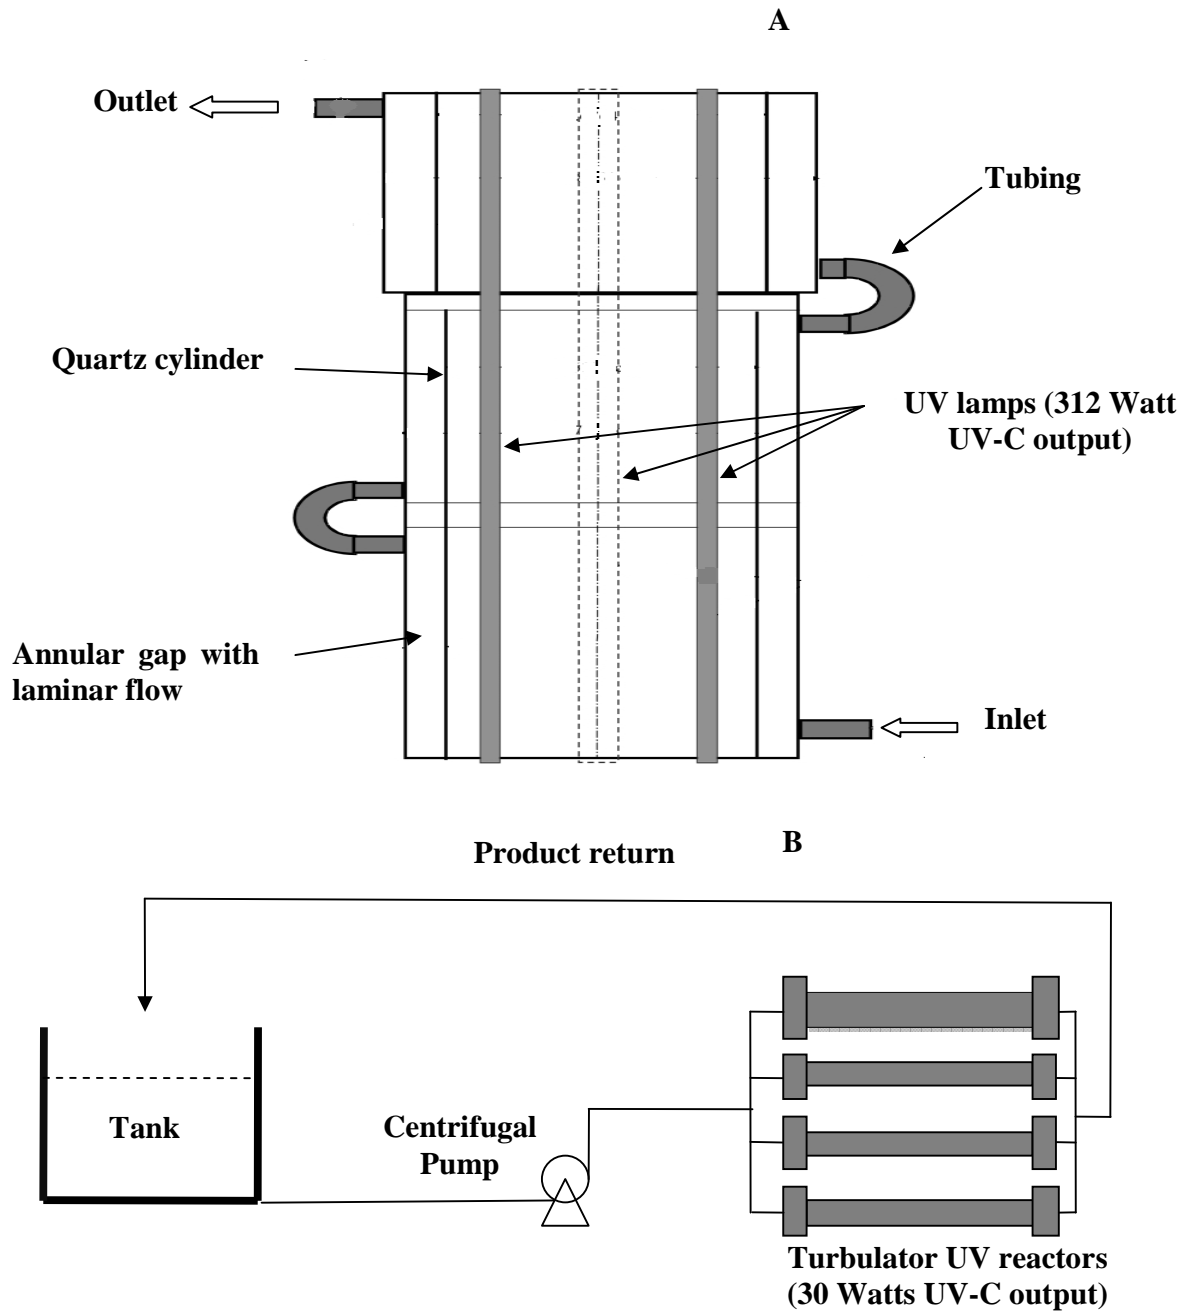 A
Outlet
Tubing
Quartz cylinder
UV lamps (312 Watt
UV-C output)
Annular gap with
laminar flow
Inlet
B
Product return
Tank
Centrifugal
Pump
Turbulator UV reactors
(30 Watts UV-C output)